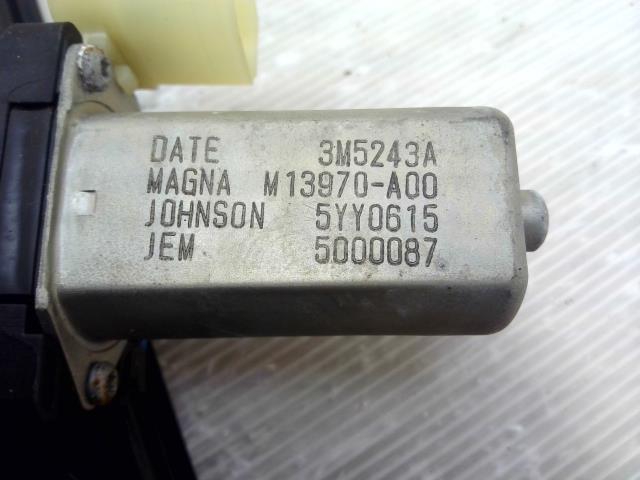 DATE 3M5243A
MAGNA M13970-A00
JOHNSON 5YY0615
JEM 5000087